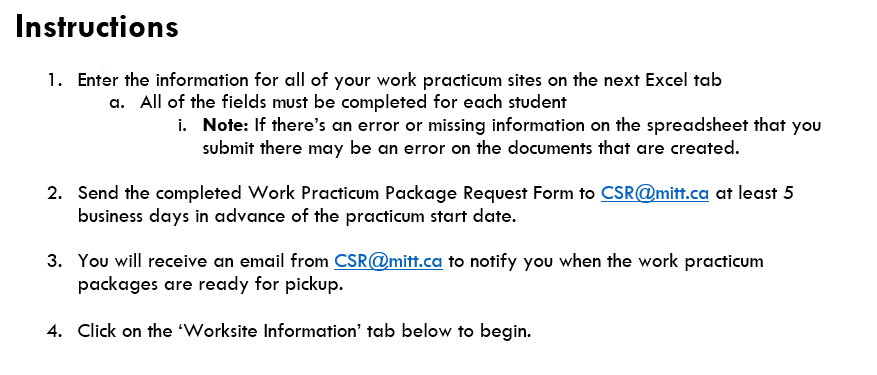 Instructions
1. Enter the information for all of your work practicum sites on the next Excel tab
a. All of the fields must be completed for each student
i. Note: If there's an error or missing information on the spreadsheet that you
submit there may be an error on the documents that are created.
2. Send the completed Work Practicum Package Request Form to CSR@mitt.ca at least 5
business days in advance of the practicum start date.
3. You will receive an email from CSR@mitt.ca to notify you when the work practicum
packages are ready for pickup.
4. Click on the ‘Worksite Information’ tab below to begin.